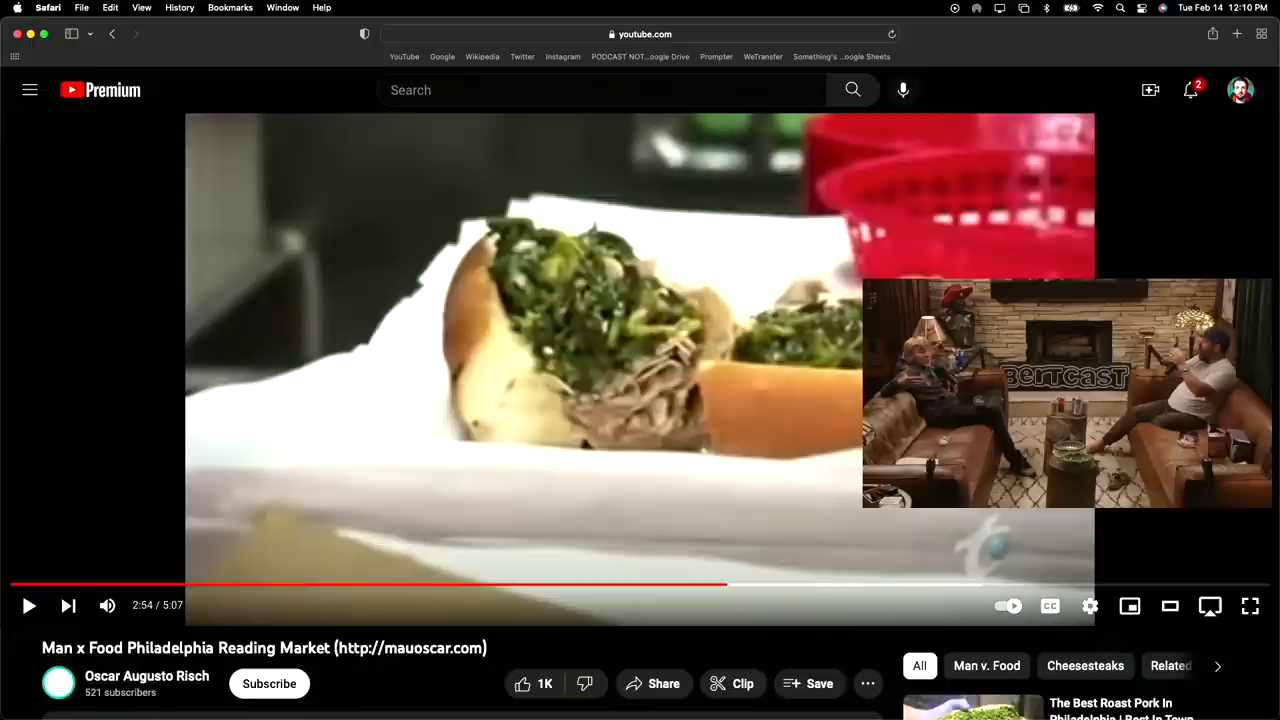 Safari File Edit View History Bookmarks Window Help
Tue Feb 14 12:10 PM
youtube.com
YouTube Google Wikipedia Twitter Instagram PODCAST NOT...oogle Drive Prompter WeTransfer Something's ...oogle Sheets
Premium
Search
2
BERTCAST
2:54 / 5:07
CC
Man x Food Philadelphia Reading Market (http://mauoscar.com)
Oscar Augusto Risch
521 subscribers
Subscribe
1K
Share
Clip
Save
All
Man v. Food
Cheesesteaks
Related
The Best Roast Pork In
Philadelphia | Best In Town